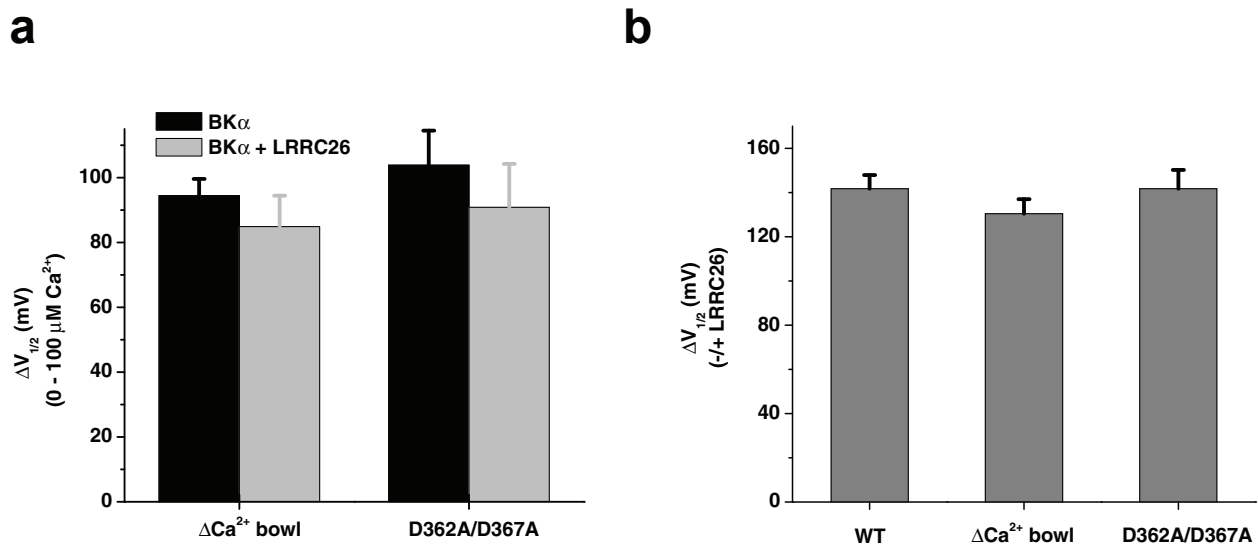 a
BKα
BKα + LRRC26
100
80
60
40
20
0
ΔV1/2 (mV)
(0 - 100 μM Ca2+)
ΔCa2+ bowl
D362A/D367A
b
160
120
80
40
0
ΔV1/2 (mV)
(-/+ LRRC26)
WT
ΔCa2+ bowl
D362A/D367A